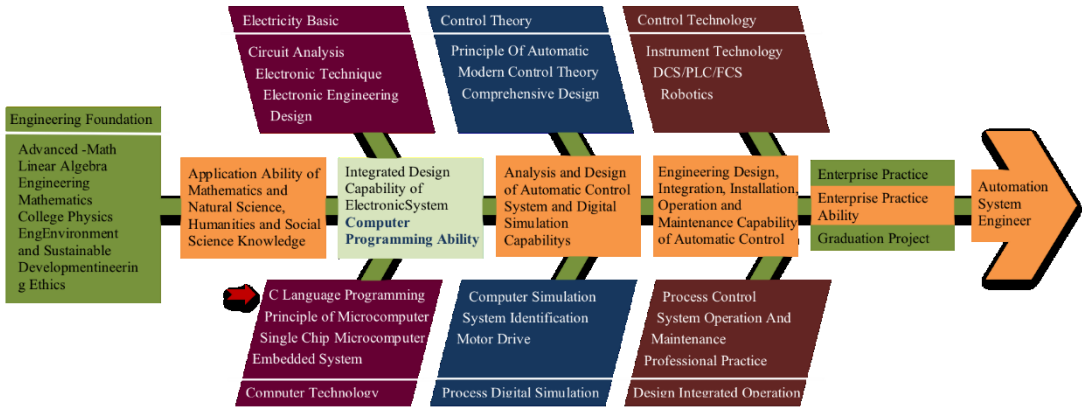 Electricity Basic
Circuit Analysis
Electronic Technique
Electronic Engineering
Design
Control Theory
Principle Of Automatic
Modern Control Theory
Comprehensive Design
Control Technology
Instrument Technology
DCS/PLC/FCS
Robotics
Engineering Foundation
Advanced -Math
Linear Algebra
Engineering
Mathematics
College Physics
EngEnvironment
and Sustainable
Developmentineerin
g Ethics
Application Ability of
Mathematics and
Natural Science,
Humanities and Social
Science Knowledge
Integrated Design
Capability of
ElectronicSystem
Computer
Programming Ability
Analysis and Design
of Automatic Control
System and Digital
Simulation
Capabilitys
Engineering Design,
Integration, Installation,
Operation and
Maintenance Capability
of Automatic Control
Enterprise Practice
Enterprise Practice
Ability
Graduation Project
Automation
System
Engineer
C Language Programming
Principle of Microcomputer
Single Chip Microcomputer
Embedded System
Computer Technology
Computer Simulation
System Identification
Motor Drive
Process Digital Simulation
Process Control
System Operation And
Maintenance
Professional Practice
Design Integrated Operation